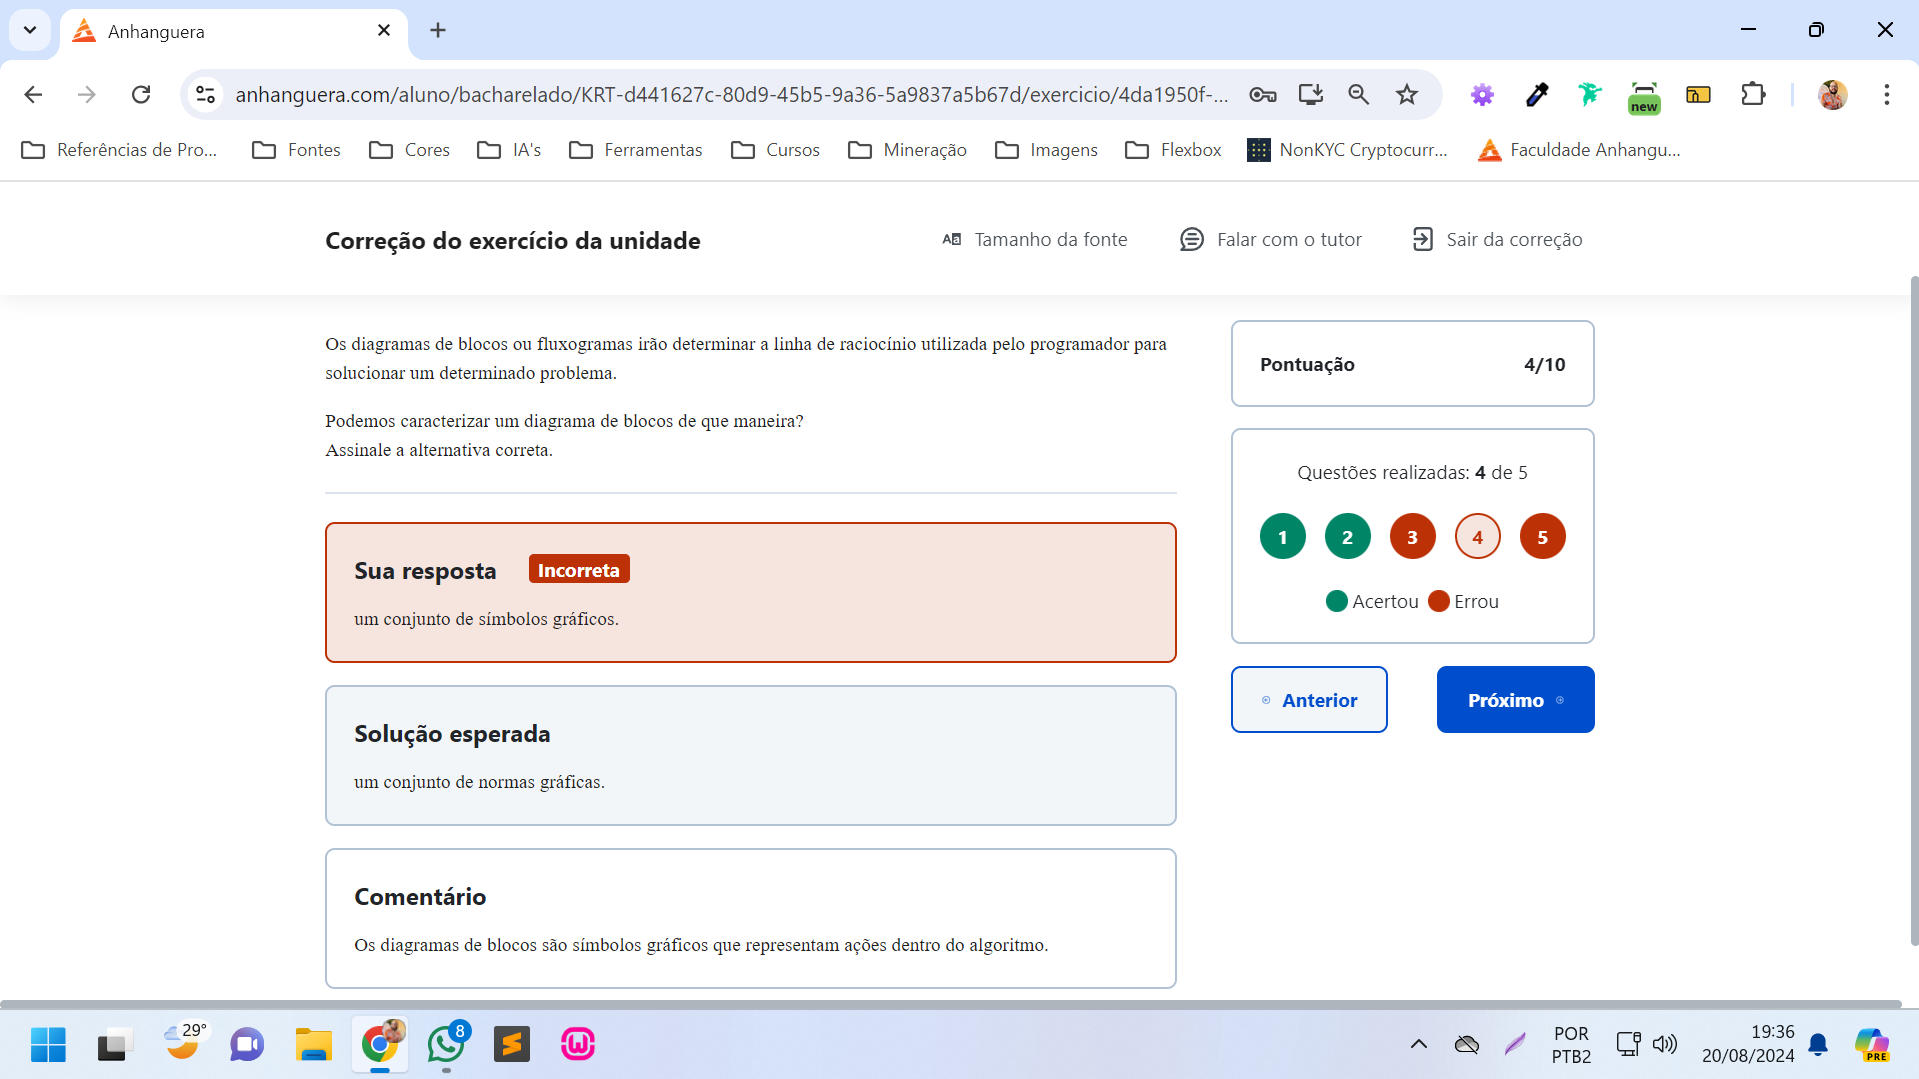 Anhanguera
anhanguera.com/aluno/bacharelado/KRT-d441627c-80d9-45b5-9a36-5a9837a5b67d/exercicio/4da1950f-...
new
Referências de Pro...
Fontes
Cores
IA's
Ferramentas
Cursos
Mineração
Imagens
Flexbox
NonKYC Cryptocurr...
Faculdade Anhangu...
Correção do exercício da unidade
Tamanho da fonte
Falar com o tutor
Sair da correção
Os diagramas de blocos ou fluxogramas irão determinar a linha de raciocínio utilizada pelo programador para
solucionar um determinado problema.
Podemos caracterizar um diagrama de blocos de que maneira?
Assinale a alternativa correta.
Sua resposta Incorreta
um conjunto de símbolos gráficos.
Solução esperada
um conjunto de normas gráficas.
Comentário
Os diagramas de blocos são símbolos gráficos que representam ações dentro do algoritmo.
Pontuação 4/10
Questões realizadas: 4 de 5
1 2 3 4 5
Acertou Errou
Anterior
Próximo
29°
8
POR
PTB2
19:36
20/08/2024
PRE